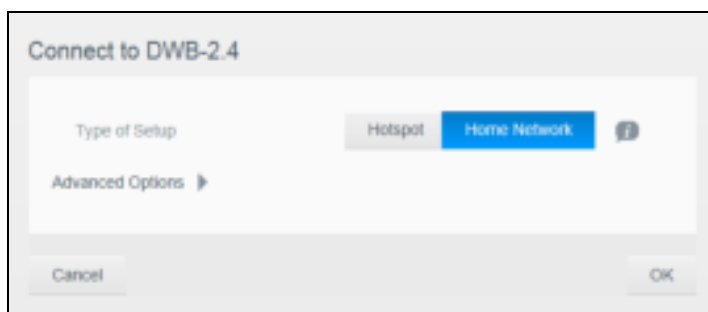 Connect to DWB-2.4
Type of Setup Hotspot Home Network i
Advanced Options
Cancel OK